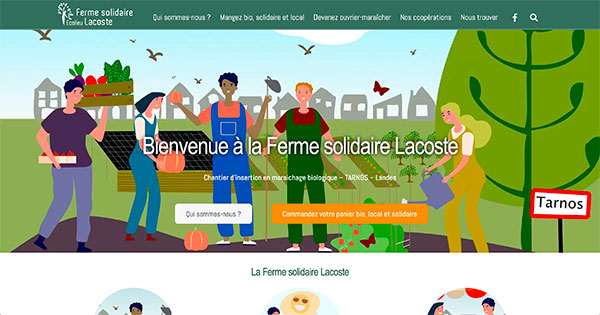 Ferme solidaire
Écolieu Lacoste
Qui sommes-nous ? Mangez bio, solidaire et local Devenez ouvrier-maraîcher Nos coopérations Nous trouver
Bienvenue à la Ferme solidaire Lacoste
Chantier d'insertion en maraichage biologique – TARNOS – Landes
Qui sommes-nous ? Commandez votre panier bio, local et solidaire
Tarnos
La Ferme solidaire Lacoste